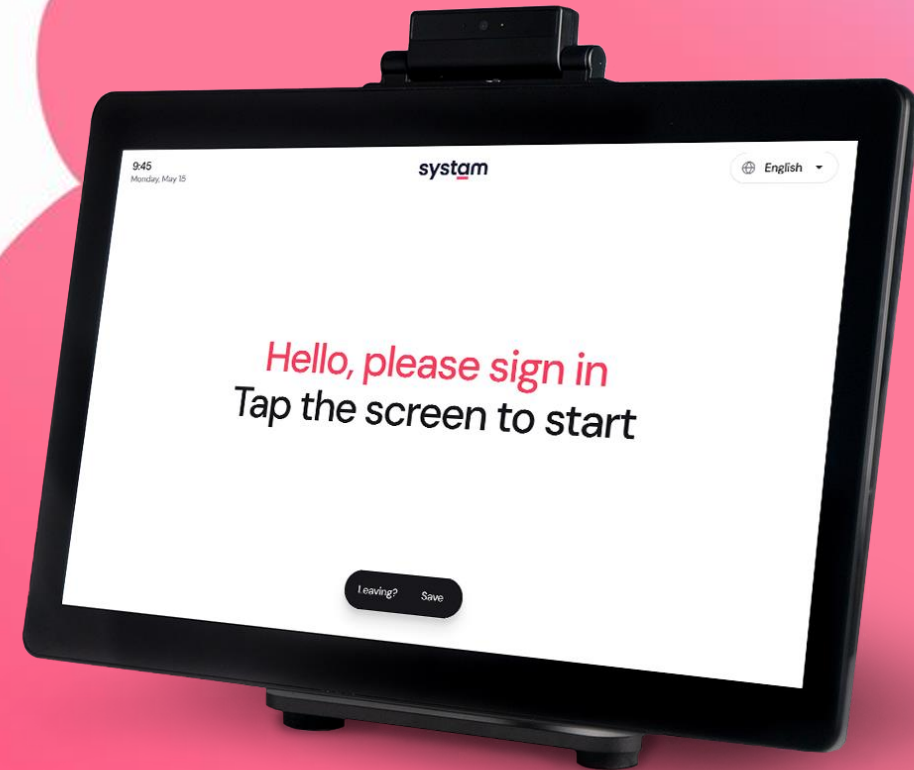 9:45
Monday, May 15
systam
English
Hello, please sign in
Tap the screen to start
Leaving? Save